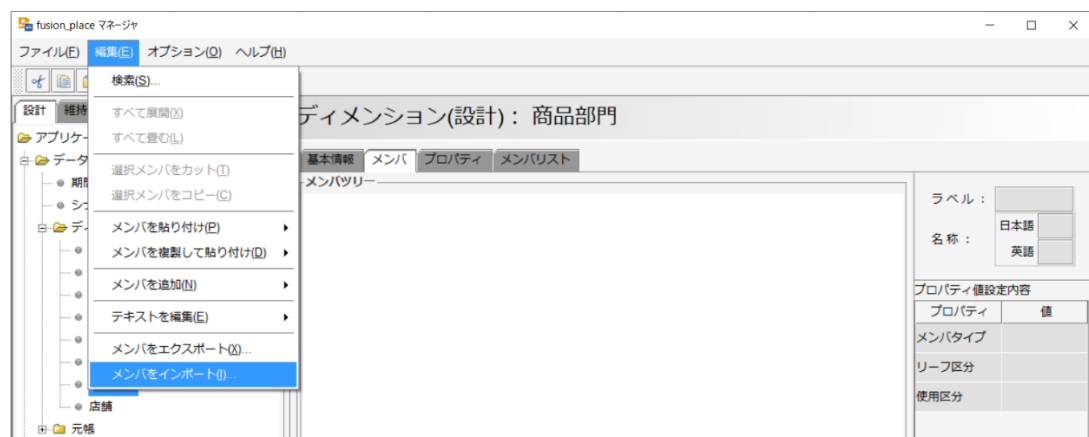 fusion_place マネージャ
ファイル(F) 編集(E) オプション(O) ヘルプ(H)
検索(S)...
すべて展開(X)
すべて畳む(L)
選択メンバをカット(T)
選択メンバをコピー(C)
メンバを貼り付け(P)
メンバを複製して貼り付け(D)
メンバを追加(N)
テキストを編集(E)
メンバをエクスポート(X)...
メンバをインポート(I)...
設計 維持
アプリケー
データ
期
シ
デ
店舗
元帳
ディメンション(設計)： 商品部門
基本情報 メンバ プロパティ メンバリスト
メンバツリー
ラベル：
名称： 日本語
英語
プロパティ値設定内容
プロパティ 値
メンバタイプ
リーフ区分
使用区分